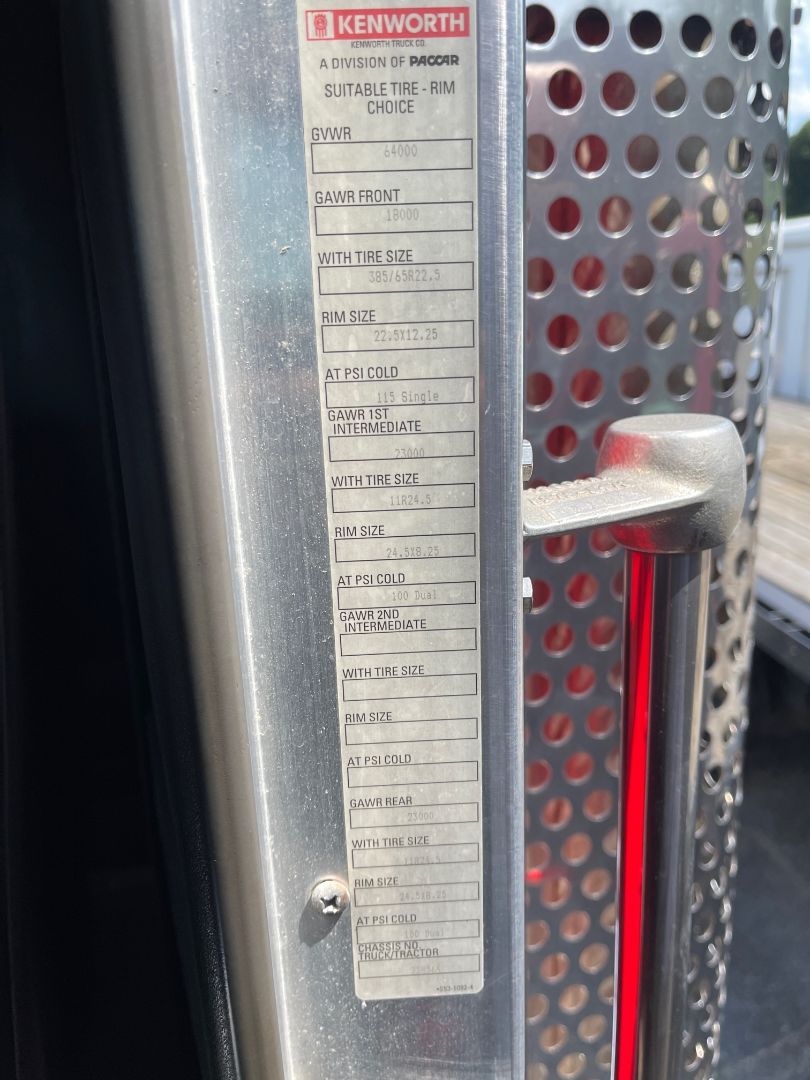 KENWORTH
KENWORTH TRUCK CO.
A DIVISION OF PACCAR
SUITABLE TIRE - RIM
CHOICE
GVWR
64000
GAWR FRONT
18000
WITH TIRE SIZE
385/65R22.5
RIM SIZE
22.5X12.25
AT PSI COLD
115 Single
GAWR 1ST
INTERMEDIATE
23000
WITH TIRE SIZE
11R24.5
RIM SIZE
24.5X8.25
AT PSI COLD
100 Dual
GAWR 2ND
INTERMEDIATE
WITH TIRE SIZE
RIM SIZE
AT PSI COLD
GAWR REAR
23000
WITH TIRE SIZE
11R24.5
RIM SIZE
24.5X8.25
AT PSI COLD
100 Dual
CHASSIS NO.
TRUCK/TRACTOR